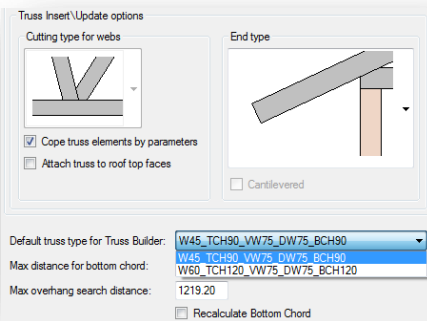 Truss Insert\Update options
Cutting type for webs
End type
Cope truss elements by parameters
Attach truss to roof top faces
Cantilevered
Default truss type for Truss Builder: W45_TCH90_VW75_DW75_BCH90
W45_TCH90_VW75_DW75_BCH90
Max distance for bottom chord: W60_TCH120_VW75_DW75_BCH120
Max overhang search distance: 1219.20
Recalculate Bottom Chord